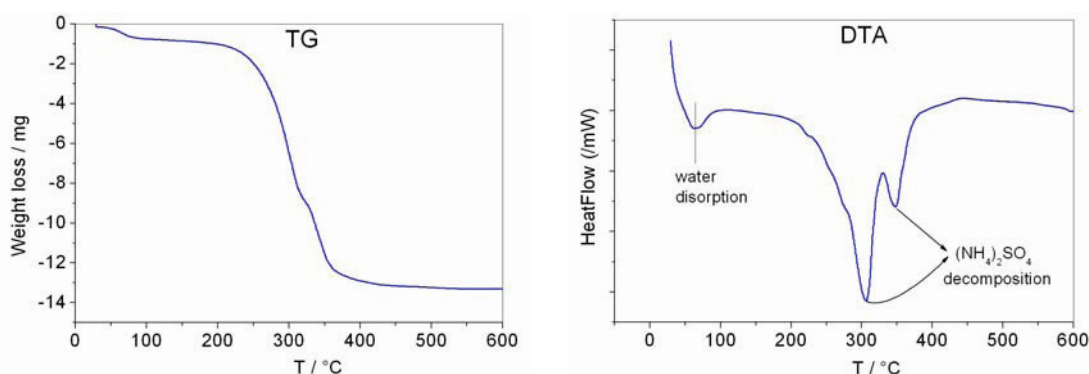 TG
0
-2
-4
-6
-8
-10
-12
-14
Weight loss / mg
0 100 200 300 400 500 600
T / °C
DTA
HeatFlow (/mW)
water
disorption
(NH₄)₂SO₄
decomposition
0 100 200 300 400 500 600
T / °C